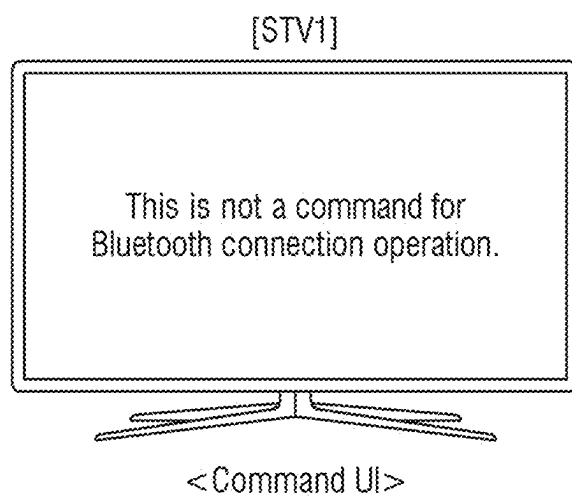 [STV1]
This is not a command for
Bluetooth connection operation.
<Command UI>